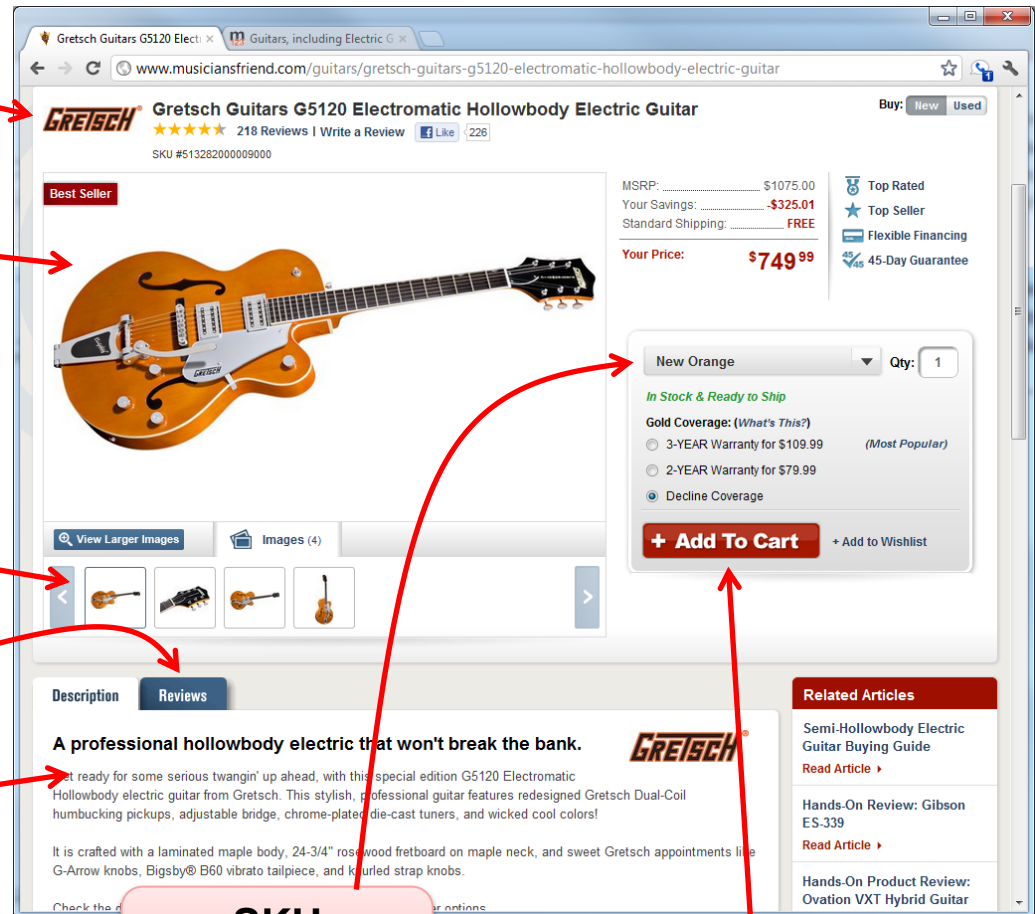 Gretsch Guitars G5120 Elect
Guitars, including Electric G
www.musiciansfriend.com/guitars/gretsch-guitars-g5120-electromatic-hollowbody-electric-guitar
GRETSCH®
Gretsch Guitars G5120 Electromatic Hollowbody Electric Guitar
Buy: New Used
218 Reviews | Write a Review Like 226
SKU #513282000009000
Best Seller
MSRP: $1075.00
Your Savings: -$325.01
Standard Shipping: FREE
Your Price: $749 99
Top Rated
Top Seller
Flexible Financing
45/45 45-Day Guarantee
GRETSCH
New Orange Qty: 1
In Stock & Ready to Ship
Gold Coverage: (What's This?)
3-YEAR Warranty for $109.99 (Most Popular)
2-YEAR Warranty for $79.99
Decline Coverage
+ Add To Cart + Add to Wishlist
View Larger Images Images (4)
Description Reviews
A professional hollowbody electric that won't break the bank.
GRETSCH®
et ready for some serious twangin' up ahead, with this special edition G5120 Electromatic
Hollowbody electric guitar from Gretsch. This stylish, professional guitar features redesigned Gretsch Dual-Coil
humbucking pickups, adjustable bridge, chrome-plated die-cast tuners, and wicked cool colors!
It is crafted with a laminated maple body, 24-3/4" rosewood fretboard on maple neck, and sweet Gretsch appointments like
G-Arrow knobs, Bigsby® B60 vibrato tailpiece, and knurled strap knobs.
Check the options
SKU
Related Articles
Semi-Hollowbody Electric
Guitar Buying Guide
Read Article
Hands-On Review: Gibson
ES-339
Read Article
Hands-On Product Review:
Ovation VXT Hybrid Guitar